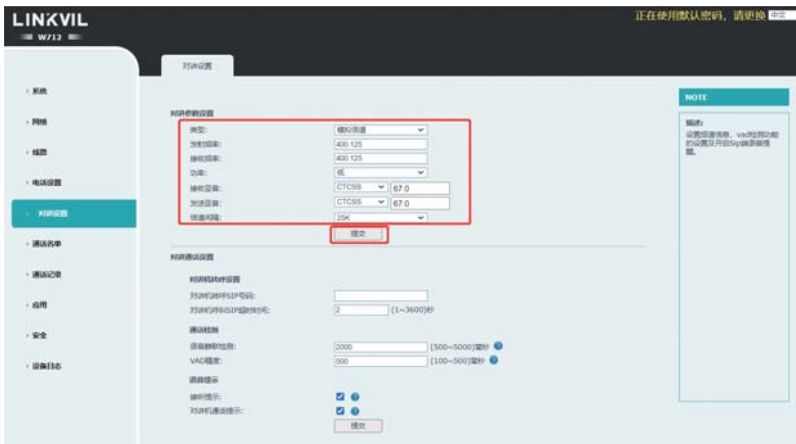 LINKVIL
W712
正在使用默认密码，请更换 中文
对讲设置
› 系统
› 网络
› 线路
› 电话设置
› 对讲设置
› 通话名单
› 通话记录
› 应用
› 安全
› 设备日志
对讲参数设置
类型: 模拟信道
发射频率: 400.125
接收频率: 400.125
功率: 低
接收亚音: CTCSS 67.0
发送亚音: CTCSS 67.0
信道间隔: 25K
提交
对讲通话设置
对讲机转呼设置
对讲机转呼SIP号码:
对讲机呼叫SIP超时时间: 2 (1~3600)秒
通话检测
语音静默检测: 2000 (500~5000)毫秒
VAD幅度: 500 (100~500)毫秒
语音提示
接听提示:
对讲机通话提示:
提交
NOTE
描述:
设置信道信息、vad检测功能
的设置及开启Sip端语音提
醒。